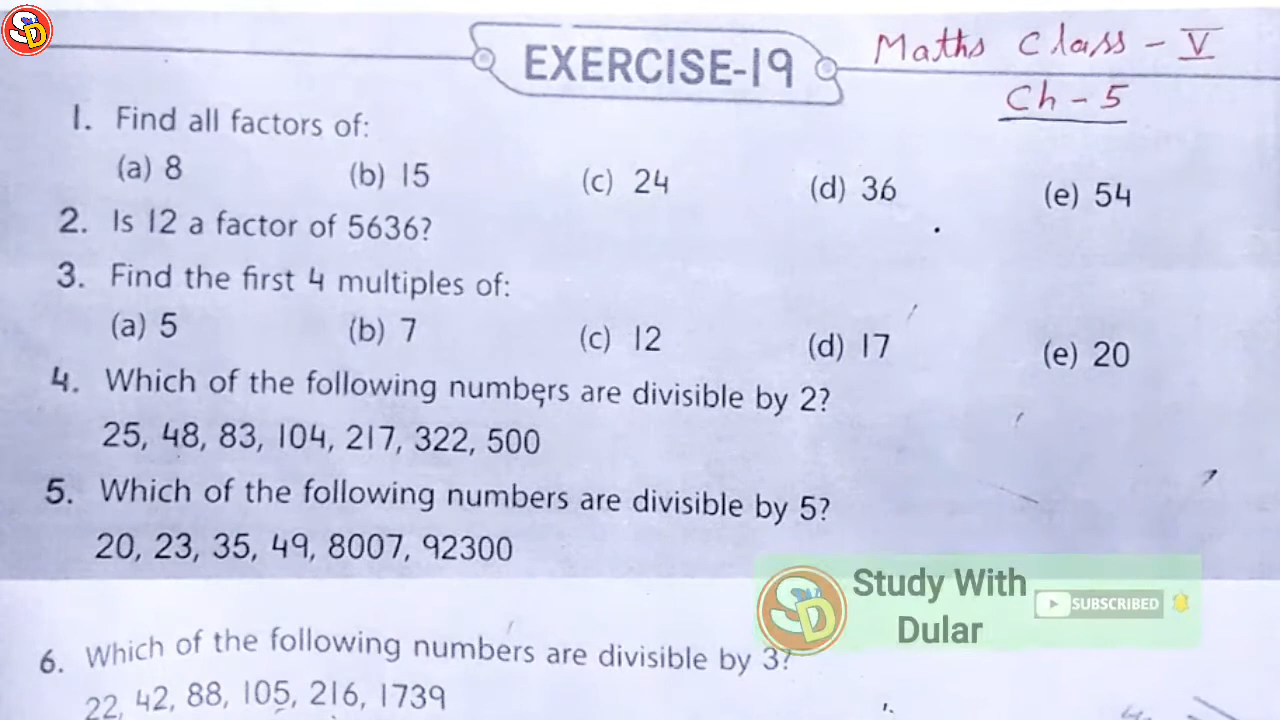 SD
EXERCISE-19
Maths Class - V
Ch - 5
1. Find all factors of:
(a) 8 (b) 15 (c) 24 (d) 36 (e) 54
2. Is 12 a factor of 5636?
3. Find the first 4 multiples of:
(a) 5 (b) 7 (c) 12 (d) 17 (e) 20
4. Which of the following numbers are divisible by 2?
25, 48, 83, 104, 217, 322, 500
5. Which of the following numbers are divisible by 5?
20, 23, 35, 49, 8007, 92300
SD
Study With
Dular
SUBSCRIBED
6. Which of the following numbers are divisible by 3?
22, 42, 88, 105, 216, 1739